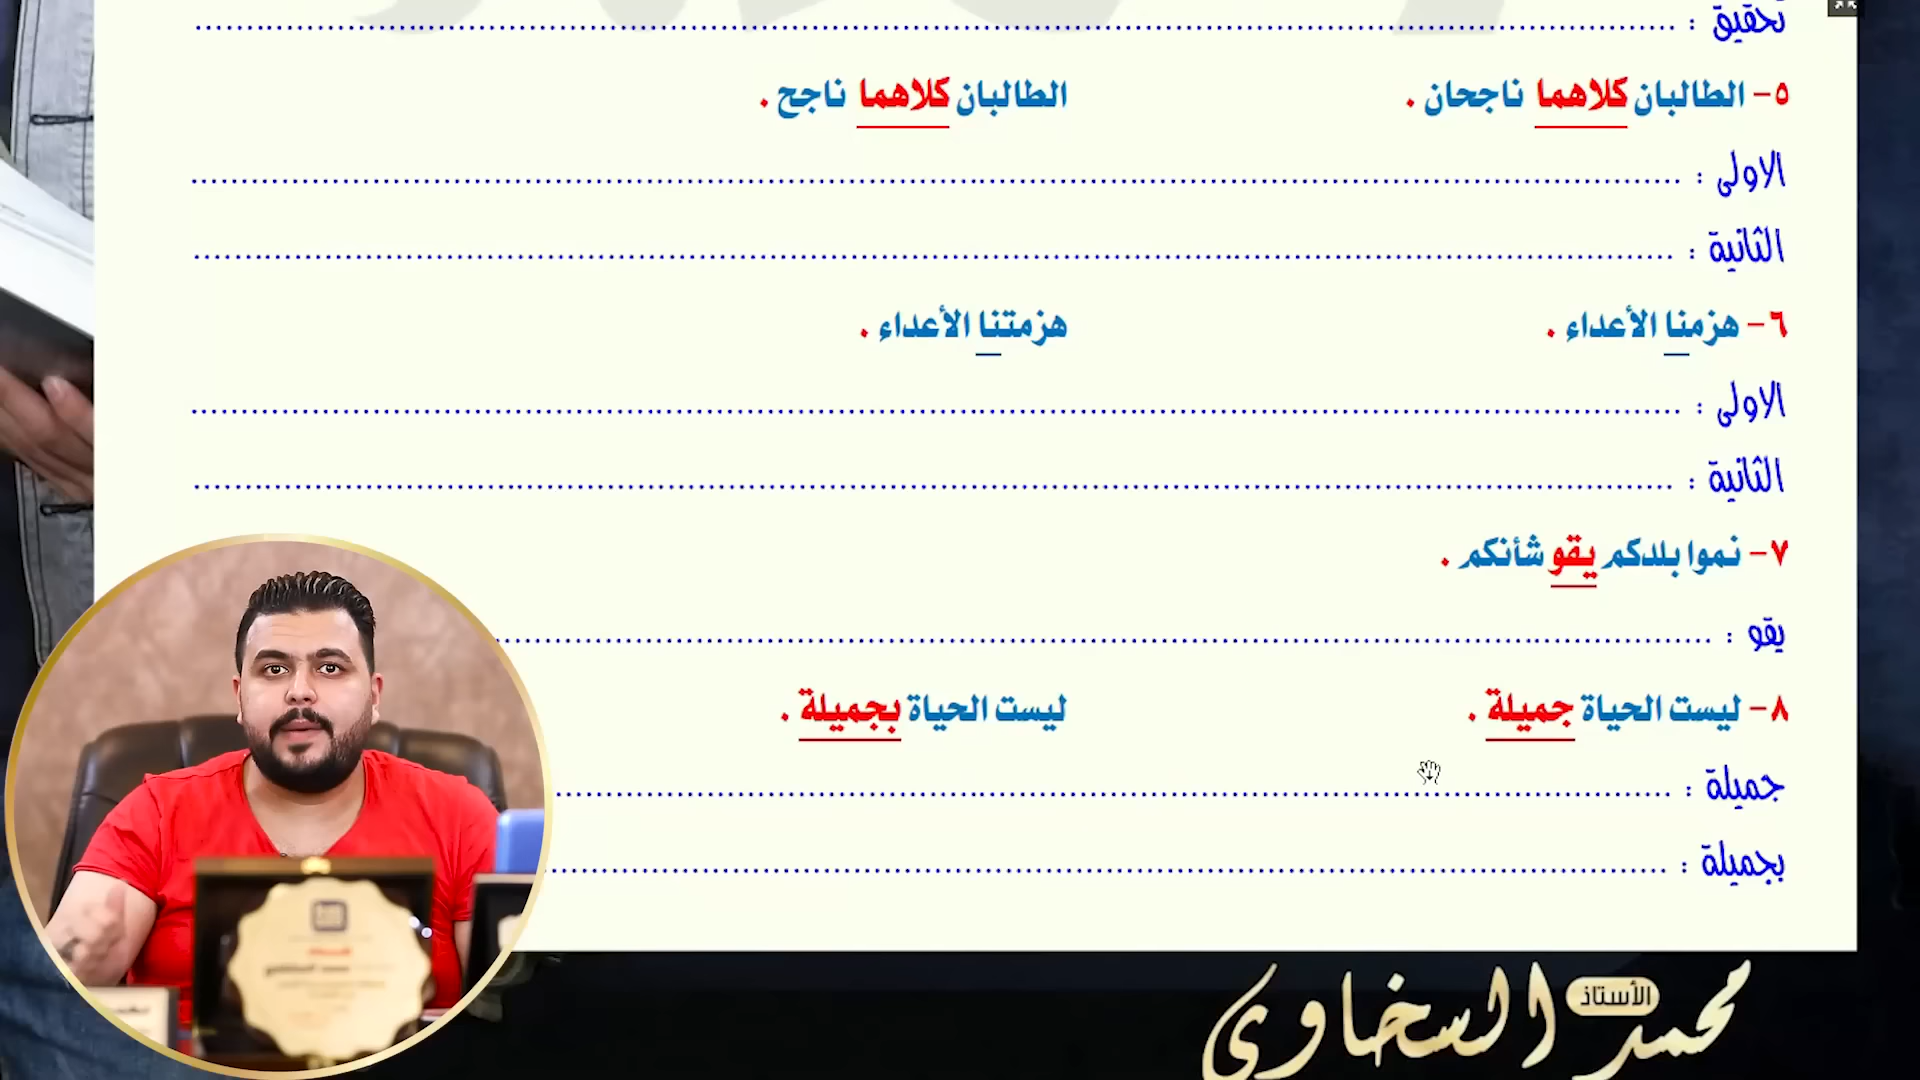 تحقيق : ........................................
٥- الطالبان كلاهما ناجحان . الطالبان كلاهما ناجح .
الاولى : ........................................
الثانية : ........................................
٦- هزمنا الأعداء . هزمتنا الأعداء .
الاولى : ........................................
الثانية : ........................................
٧- نموا بلدكم يقو شأنكم .
يقو : ........................................
٨- ليست الحياة جميلة . ليست الحياة بجميلة .
جميلة : ........................................
بجميلة : ........................................
الأستاذ
محمد السخاوي